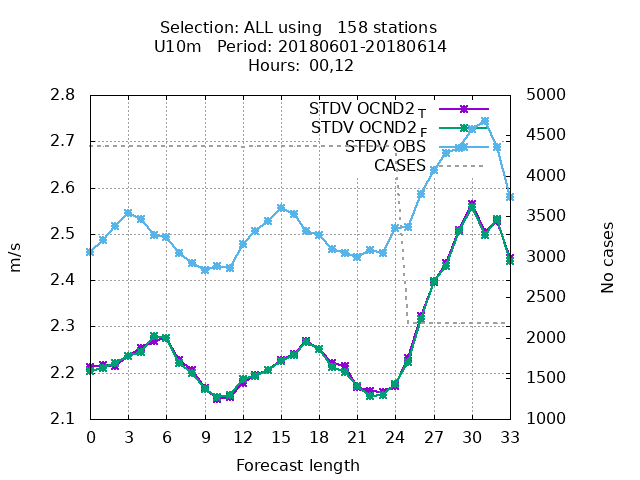 Selection: ALL using   158 stations
U10m   Period: 20180601-20180614
Hours:  00,12
2.8
2.7
2.6
2.5
2.4
2.3
2.2
2.1
5000
4500
4000
3500
3000
2500
2000
1500
1000
STDV OCND2 T
STDV OCND2 F
STDV OBS
CASES
m/s
No cases
0 3 6 9 12 15 18 21 24 27 30 33
Forecast length